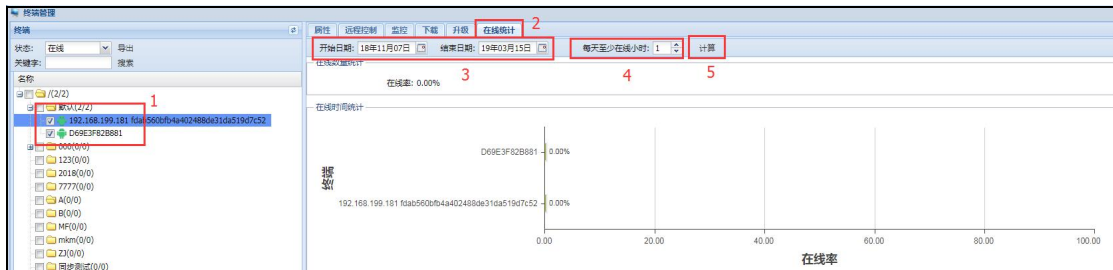 终端管理
终端
状态: 在线 导出
关键字: 搜索
名称
/(2/2)
默认(2/2)
1
192.168.199.181 fdab560bfb4a402488de31da519d7c52
D69E3F82B881
000(0/0)
123(0/0)
2018(0/0)
7777(0/0)
A(0/0)
B(0/0)
MF(0/0)
mkm(0/0)
ZJ(0/0)
同步测试(0/0)
属性 远程控制 监控 下载 升级 在线统计 2
开始日期: 18年11月07日 结束日期: 19年03月15日 每天至少在线小时: 1 计算
3 4 5
在线数量统计
在线率: 0.00%
在线时间统计
终端
D69E3F82B881 0.00%
192.168.199.181 fdab560bfb4a402488de31da519d7c52 0.00%
0.00 20.00 40.00 60.00 80.00 100.00
在线率